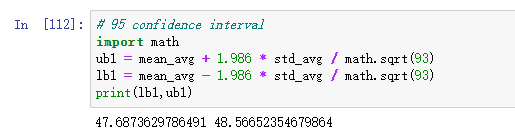 In [112]: # 95 confidence interval
import math
ub1 = mean_avg + 1.986 * std_avg / math.sqrt(93)
lb1 = mean_avg - 1.986 * std_avg / math.sqrt(93)
print(lb1,ub1)
47.6873629786491 48.56652354679864